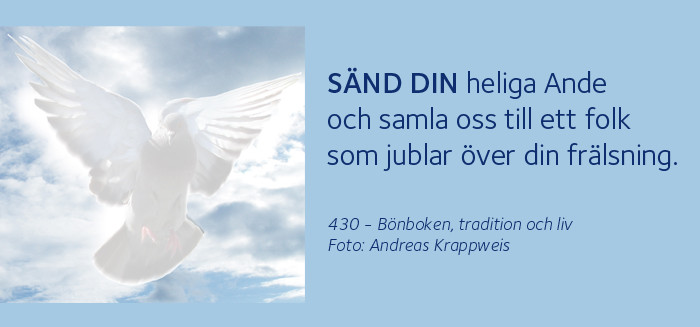 SÄND DIN heliga Ande
och samla oss till ett folk
som jublar över din frälsning.
430 – Bönboken, tradition och liv
Foto: Andreas Krappweis